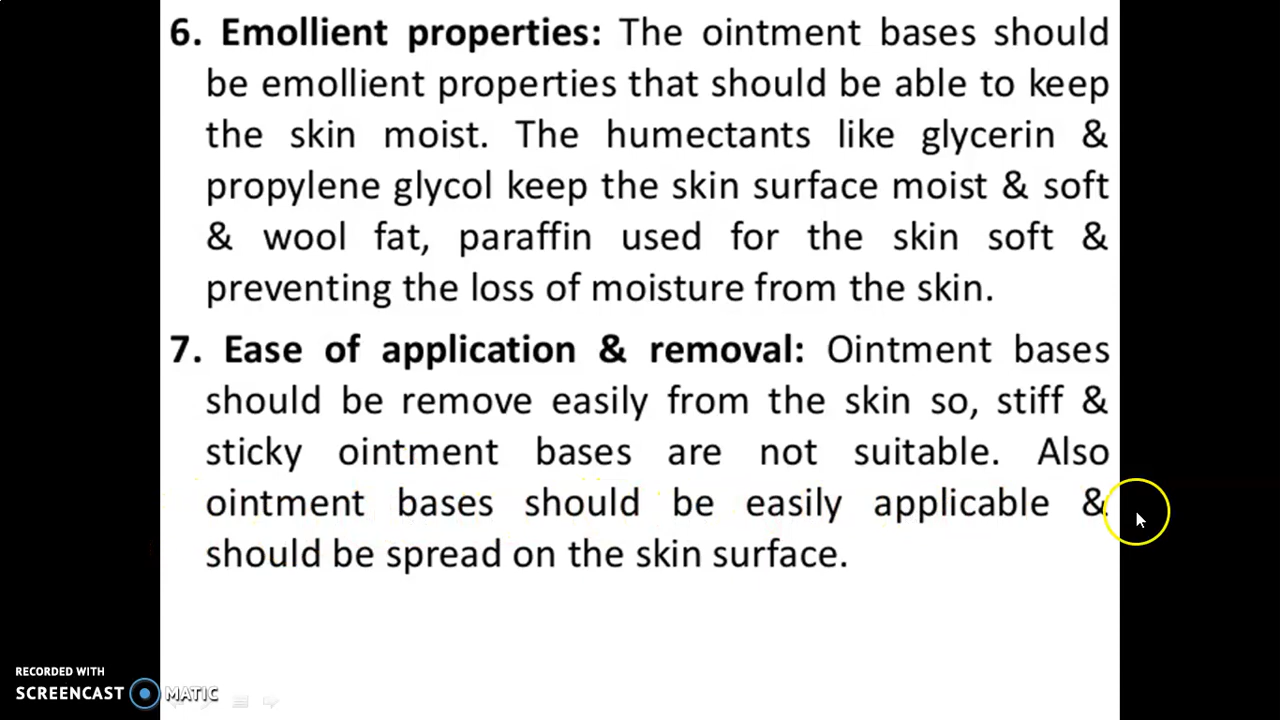 6. Emollient properties: The ointment bases should
be emollient properties that should be able to keep
the skin moist. The humectants like glycerin &
propylene glycol keep the skin surface moist & soft
& wool fat, paraffin used for the skin soft &
preventing the loss of moisture from the skin.
7. Ease of application & removal: Ointment bases
should be remove easily from the skin so, stiff &
sticky ointment bases are not suitable. Also
ointment bases should be easily applicable &
should be spread on the skin surface.
RECORDED WITH
SCREENCAST MATIC